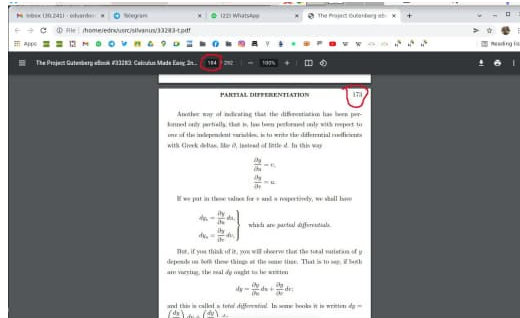 Inbox (30,241) - eduardo
Telegram
(22) WhatsApp
The Project Gutenberg eB
File /home/ednx/usrc/silvanus/33283-t.pdf
Apps
Reading lis
The Project Gutenberg eBook #33283: Calculus Made Easy, 2n...
184 / 292
100%
PARTIAL DIFFERENTIATION 173
Another way of indicating that the differentiation has been per-
formed only partially, that is, has been performed only with respect to
one of the independent variables, is to write the differential coefficients
with Greek deltas, like ∂, instead of little d. In this way
∂y/∂u = v,
∂y/∂v = u.
If we put in these values for v and u respectively, we shall have
dyᵤ = ∂y/∂u du,
dyᵥ = ∂y/∂v dv,
which are partial differentials.
But, if you think of it, you will observe that the total variation of y
depends on both these things at the same time. That is to say, if both
are varying, the real dy ought to be written
dy = ∂y/∂u du + ∂y/∂v dv;
and this is called a total differential. In some books it is written dy =